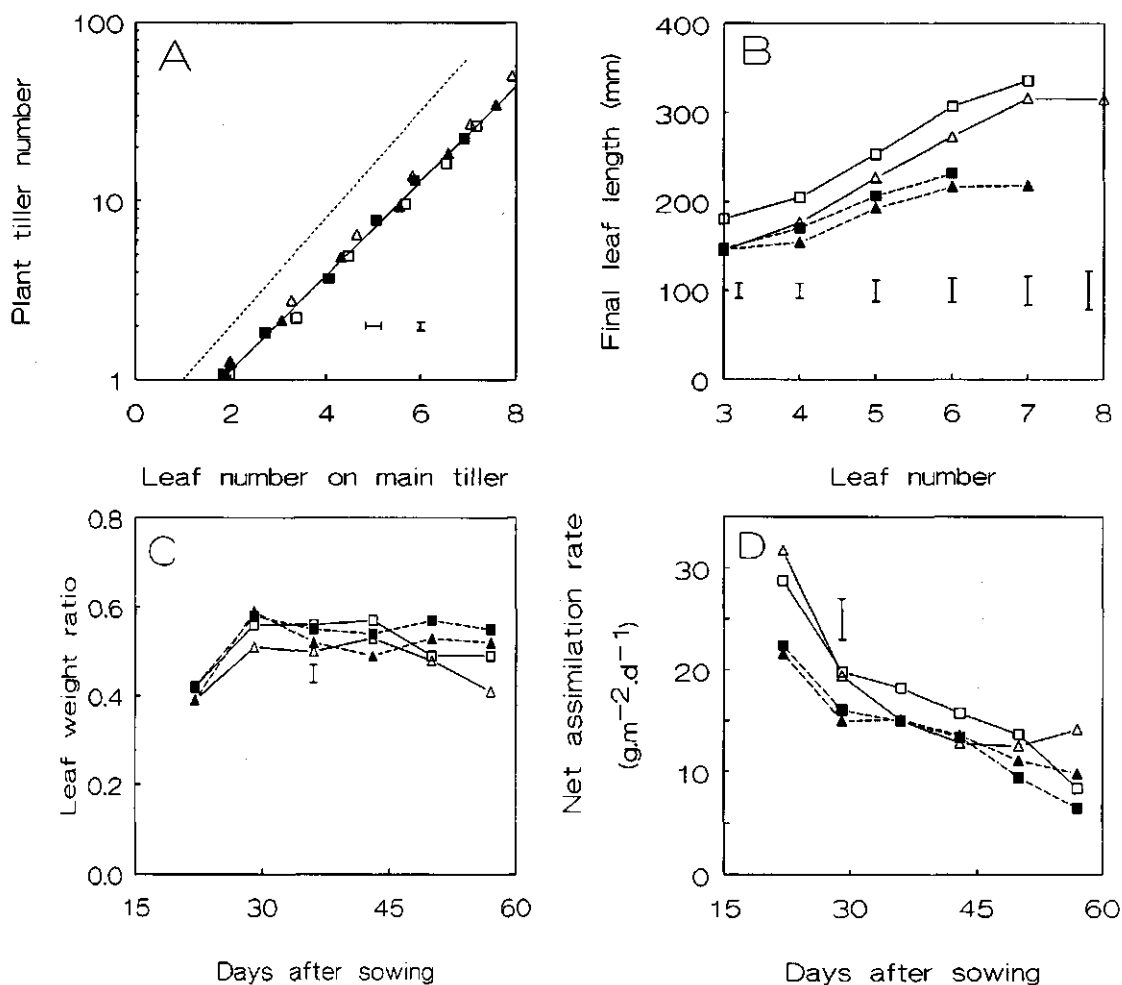 A
Plant tiller number
100
10
1
0 2 4 6 8
Leaf number on main tiller
B
Final leaf length (mm)
400
300
200
100
0
3 4 5 6 7 8
Leaf number
C
Leaf weight ratio
0.8
0.6
0.4
0.2
0.0
15 30 45 60
Days after sowing
D
Net assimilation rate
(g.m−2.d−1)
30
20
10
0
15 30 45 60
Days after sowing